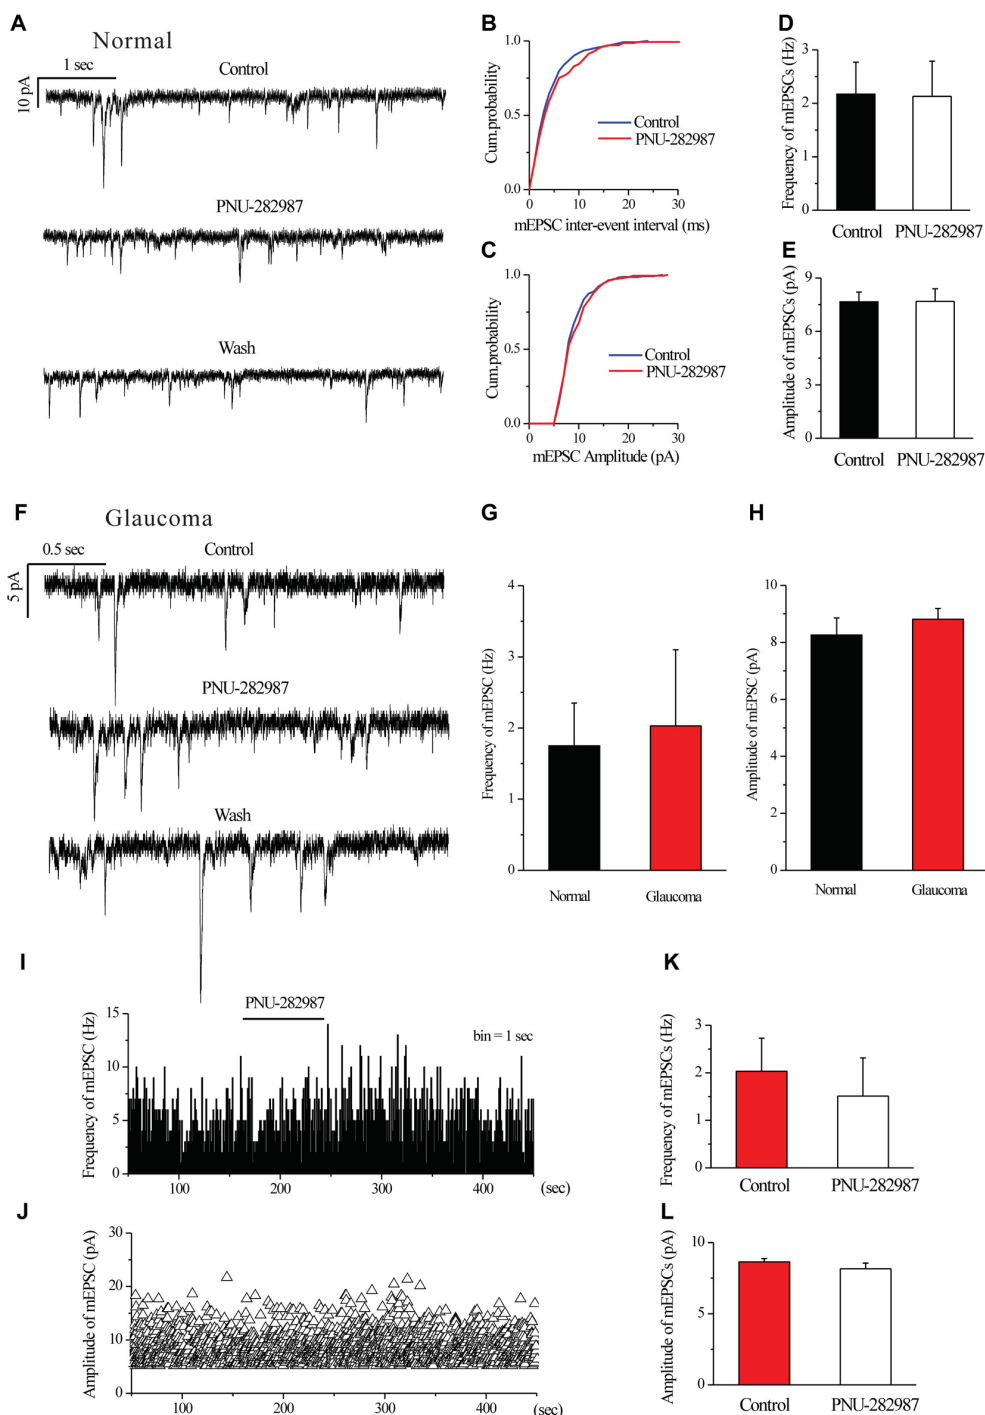 A
Normal
1 sec
10 pA
Control
PNU-282987
Wash
B
Cum.probability
1.0
0.5
0.0
Control
PNU-282987
0
10
20
30
mEPSC inter-event interval (ms)
C
Cum.probability
1.0
0.5
0.0
Control
PNU-282987
0
10
20
30
mEPSC Amplitude (pA)
D
Frequency of mEPSCs (Hz)
3
2
1
0
Control
PNU-282987
E
Amplitude of mEPSCs (pA)
9
6
3
0
Control
PNU-282987
F
Glaucoma
0.5 sec
5 pA
Control
PNU-282987
Wash
G
Frequency of mEPSC (Hz)
4
3
2
1
0
Normal
Glaucoma
H
Amplitude of mEPSC (pA)
10
8
6
4
2
0
Normal
Glaucoma
I
PNU-282987
bin = 1 sec
Frequency of mEPSC (Hz)
15
10
5
0
100
200
300
400
(sec)
J
Amplitude of mEPSC (pA)
30
20
10
0
100
200
300
400
(sec)
K
Frequency of mEPSCs (Hz)
3
2
1
0
Control
PNU-282987
L
Amplitude of mEPSCs (pA)
10
5
0
Control
PNU-282987